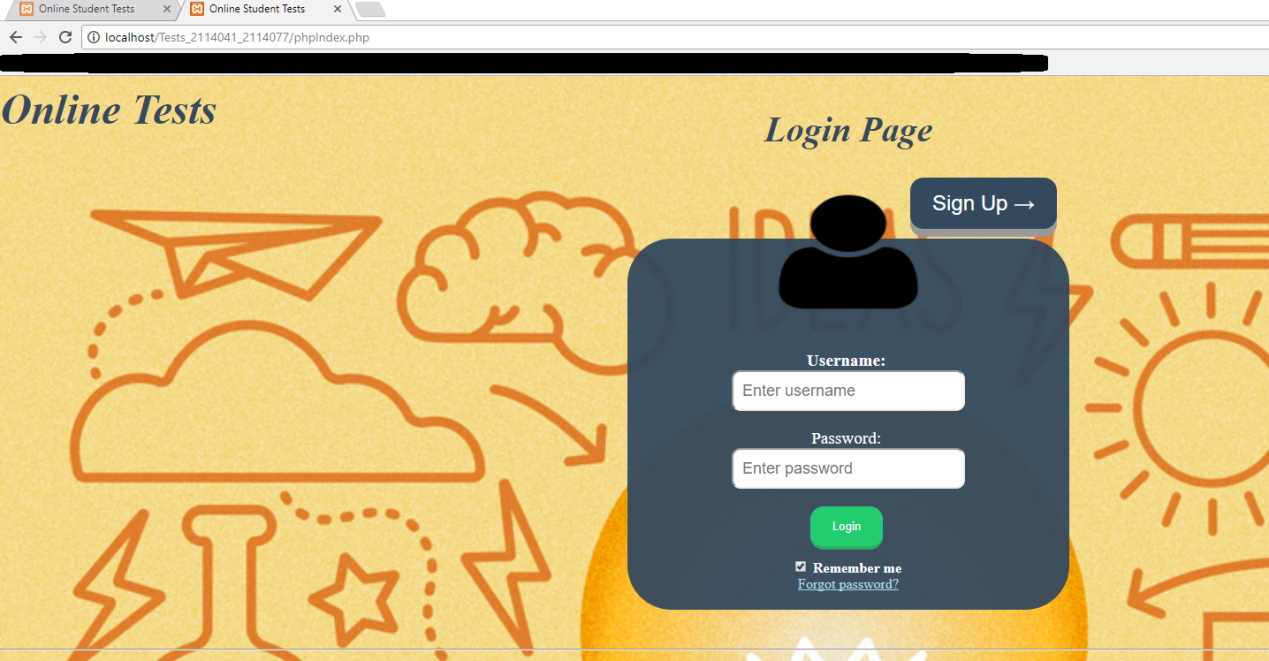 Online Student Tests
Online Student Tests
localhost/Tests_2114041_2114077/phpIndex.php
Online Tests
Login Page
Sign Up →
IDEAS
Username:
Enter username
Password:
Enter password
Login
Remember me
Forgot password?